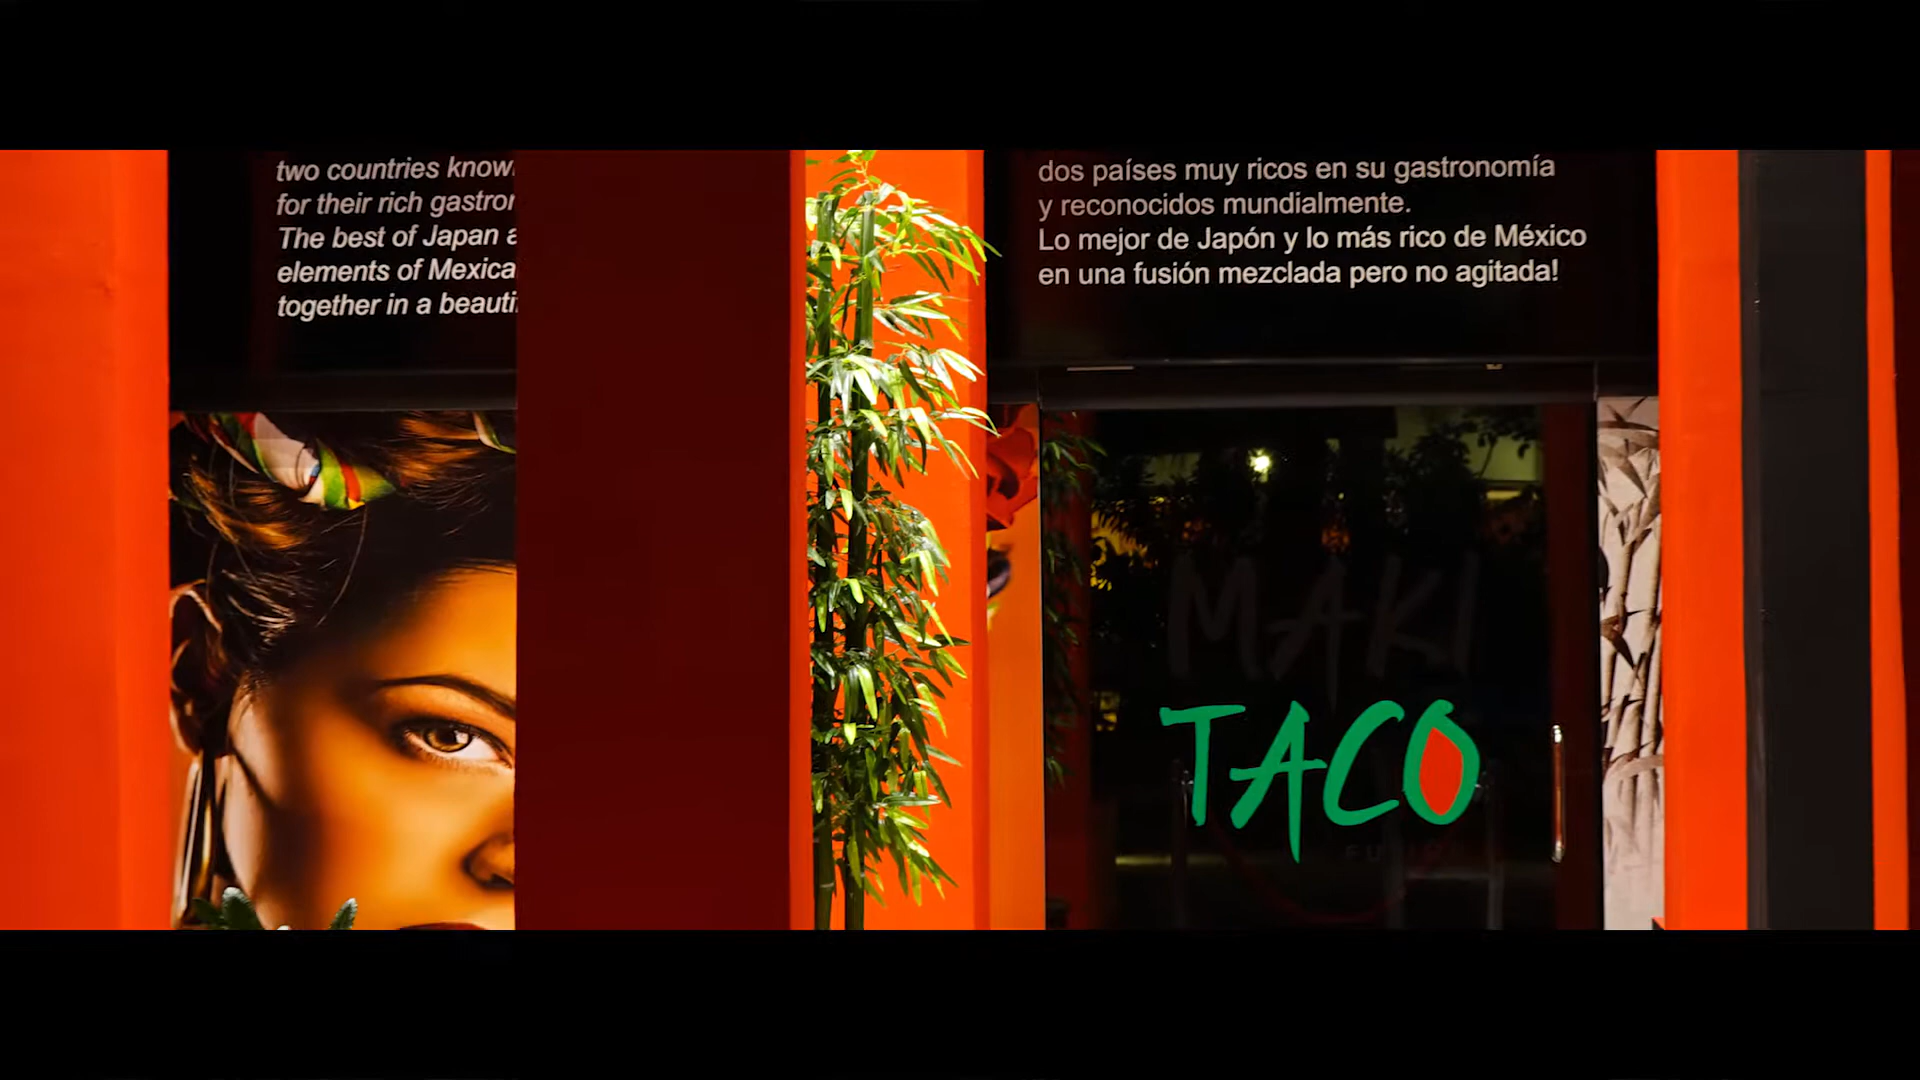 two countries know
for their rich gastro
The best of Japan a
elements of Mexica
together in a beauti
dos países muy ricos en su gastronomía
y reconocidos mundialmente.
Lo mejor de Japón y lo más rico de México
en una fusión mezclada pero no agitada!
MAKI
TACO